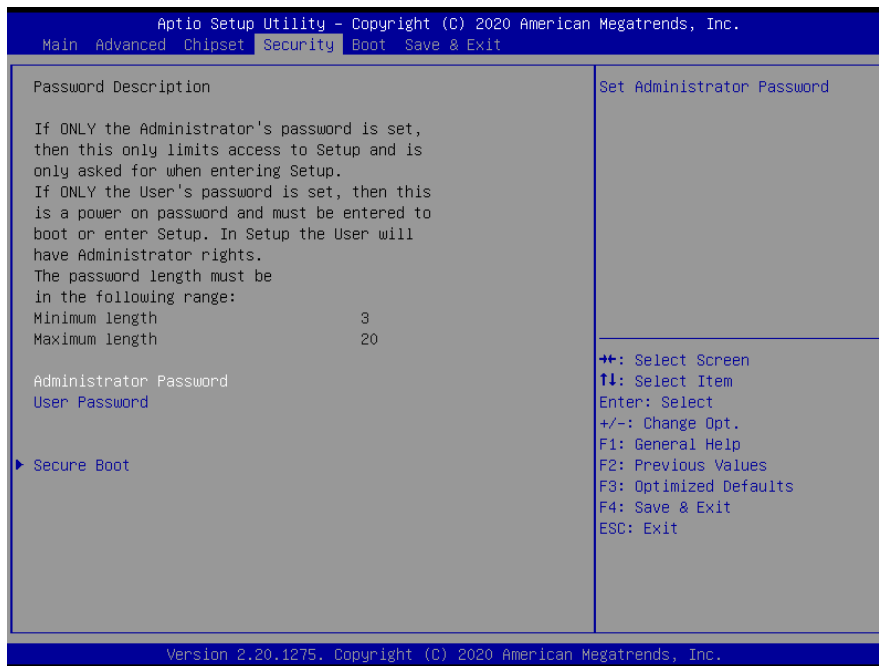 Aptio Setup Utility – Copyright (C) 2020 American Megatrends, Inc.
Main Advanced Chipset Security Boot Save & Exit
Password Description
If ONLY the Administrator's password is set,
then this only limits access to Setup and is
only asked for when entering Setup.
If ONLY the User's password is set, then this
is a power on password and must be entered to
boot or enter Setup. In Setup the User will
have Administrator rights.
The password length must be
in the following range:
Minimum length 3
Maximum length 20
Administrator Password
User Password
Secure Boot
Set Administrator Password
→←: Select Screen
↑↓: Select Item
Enter: Select
+/-: Change Opt.
F1: General Help
F2: Previous Values
F3: Optimized Defaults
F4: Save & Exit
ESC: Exit
Version 2.20.1275. Copyright (C) 2020 American Megatrends, Inc.